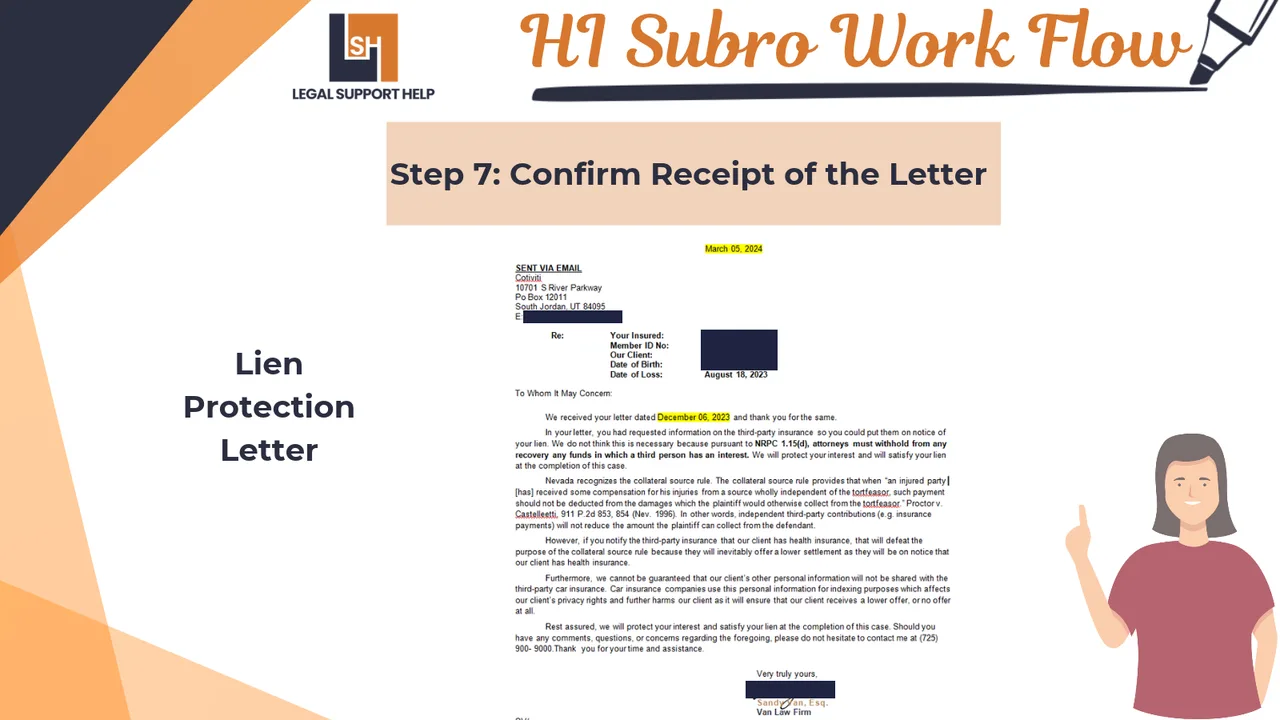 LSH
LEGAL SUPPORT HELP
HI Subro Work Flow
Step 7: Confirm Receipt of the Letter
Lien
Protection
Letter
March 05, 2024
SENT VIA EMAIL
Cotiviti
10701 S River Parkway
Po Box 12011
South Jordan, UT 84095
E:
Re: Your Insured:
Member ID No:
Our Client:
Date of Birth:
Date of Loss: August 18, 2023
To Whom It May Concern:
We received your letter dated December 06, 2023 and thank you for the same.
In your letter, you had requested information on the third-party insurance so you could put them on notice of
your lien. We do not think this is necessary because pursuant to NRPC 1.15(d), attorneys must withhold from any
recovery any funds in which a third person has an interest. We will protect your interest and will satisfy your lien
at the completion of this case.
Nevada recognizes the collateral source rule. The collateral source rule provides that when "an injured party
[has] received some compensation for his injuries from a source wholly independent of the tortfeasor, such payment
should not be deducted from the damages which the plaintiff would otherwise collect from the tortfeasor." Proctor v.
Castelleetti, 911 P.2d 853, 854 (Nev. 1996). In other words, independent third-party contributions (e.g. insurance
payments) will not reduce the amount the plaintiff can collect from the defendant.
However, if you notify the third-party insurance that our client has health insurance, that will defeat the
purpose of the collateral source rule because they will inevitably offer a lower settlement as they will be on notice that
our client has health insurance.
Furthermore, we cannot be guaranteed that our client's other personal information will not be shared with the
third-party car insurance. Car insurance companies use this personal information for indexing purposes which affects
our client's privacy rights and further harms our client as it will ensure that our client receives a lower offer, or no offer
at all.
Rest assured, we will protect your interest and satisfy your lien at the completion of this case. Should you
have any comments, questions, or concerns regarding the foregoing, please do not hesitate to contact me at (725)
900- 9000.Thank you for your time and assistance.
Very truly yours,
Sandy Van, Esq.
Van Law Firm